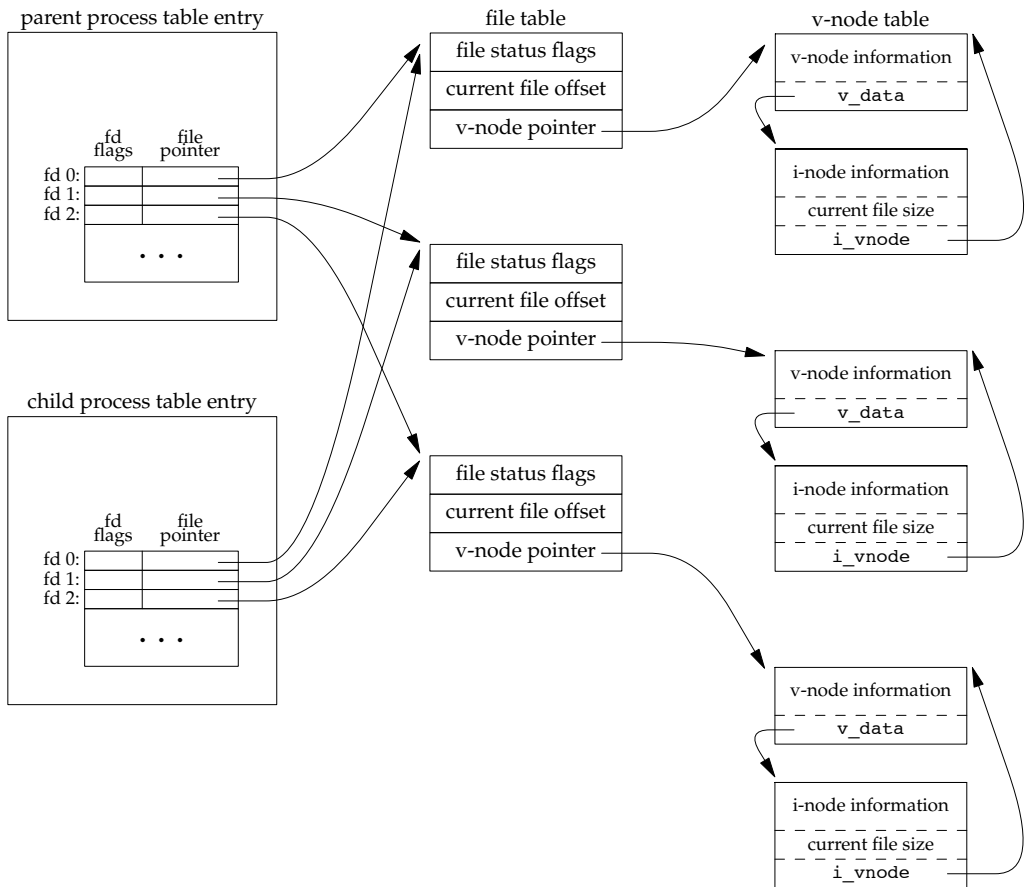 parent process table entry
fd
flags
file
pointer
fd 0:
fd 1:
fd 2:
. . .
child process table entry
fd
flags
file
pointer
fd 0:
fd 1:
fd 2:
. . .
file table
file status flags
current file offset
v-node pointer
file status flags
current file offset
v-node pointer
file status flags
current file offset
v-node pointer
v-node table
v-node information
v_data
i-node information
current file size
i_vnode
v-node information
v_data
i-node information
current file size
i_vnode
v-node information
v_data
i-node information
current file size
i_vnode